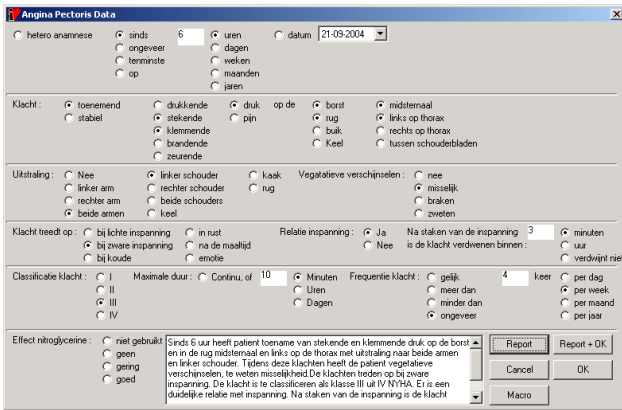 Angina Pectoris Data
hetero anamnese sinds 6 uren datum 21-09-2004
ongeveer dagen
tenminste weken
op maanden
jaren
Klacht : toenemend drukkende druk op de borst midsternaal
stabiel stekende pijn rug links op thorax
klemmende buik rechts op thorax
brandende Keel tussen schouderbladen
zeurende
Uitstraling : Nee linker schouder kaak Vegatatieve verschijnselen : nee
linker arm rechter schouder rug misselijk
rechter arm beide schouders braken
beide armen keel zweten
Klacht treedt op : bij lichte inspanning in rust Relatie inspanning : Ja Na staken van de inspanning 3 minuten
bij zware inspanning na de maaltijd Nee is de klacht verdwenen binnen : uur
bij koude emotie verdwijnt niet
Classificatie klacht : I Maximale duur : Continu, of 10 Minuten Frequentie klacht : gelijk 4 keer per dag
II Uren meer dan per week
III Dagen minder dan per maand
IV ongeveer per jaar
Effect nitroglycerine : niet gebruikt
geen
gering
goed
Sinds 6 uur heeft patient toename van stekende en klemmende druk op de borst
en in de rug midsternaal en links op de thorax met uitstraling naar beide armen
en linker schouder. Tijdens deze klachten heeft de patient vegetatieve
verschijnselen, te weten misselijkheid.De klachten treden op bij zware
inspanning. De klacht is te classificeren als klasse III uit IV NYHA. Er is een
duidelijke relatie met inspanning. Na staken van de inspanning is de klacht
Report Report + OK
Cancel OK
Macro